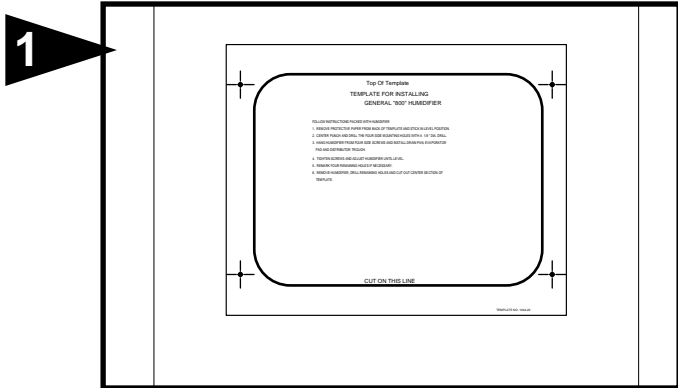 1
Top Of Template
TEMPLATE FOR INSTALLING
GENERAL "800" HUMIDIFIER
FOLLOW INSTRUCTIONS PACKED WITH HUMIDIFIER
1. REMOVE PROTECTIVE PAPER FROM BACK OF TEMPLATE AND STICK IN LEVEL POSITION.
2. CENTER PUNCH AND DRILL THE FOUR SIDE MOUNTING HOLES WITH A 1/8" DIA. DRILL.
3. HANG HUMIDIFIER FROM FOUR SIDE SCREWS AND INSTALL DRAIN PAN, EVAPORATOR
PAD AND DISTRIBUTOR TROUGH.
4. TIGHTEN SCREWS AND ADJUST HUMIDIFIER UNTIL LEVEL.
5. REMARK FOUR REMAINING HOLES IF NECESSARY.
6. REMOVE HUMIDIFIER, DRILL REMAINING HOLES AND CUT OUT CENTER SECTION OF
TEMPLATE.
CUT ON THIS LINE
TEMPLATE NO.